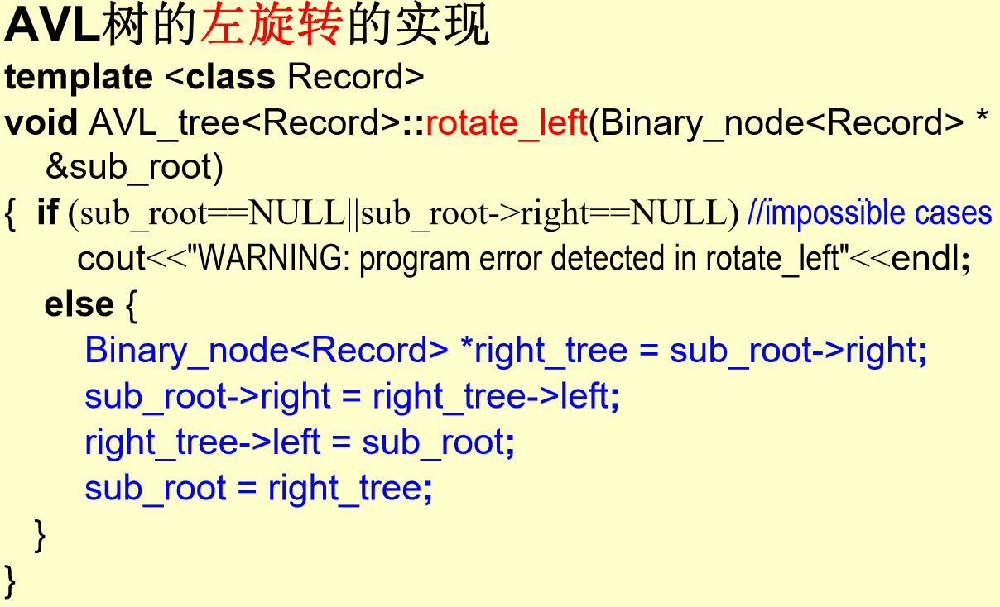 AVL树的左旋转的实现
template <class Record>
void AVL_tree<Record>::rotate_left(Binary_node<Record> *
&sub_root)
{ if (sub_root==NULL||sub_root->right==NULL) //ïmpossïble cases
cout<<"WARNING: program error detected in rotate_left"<<endl;
else {
Binary_node<Record> *right_tree = sub_root->right;
sub_root->right = right_tree->left;
right_tree->left = sub_root;
sub_root = right_tree;
}
}